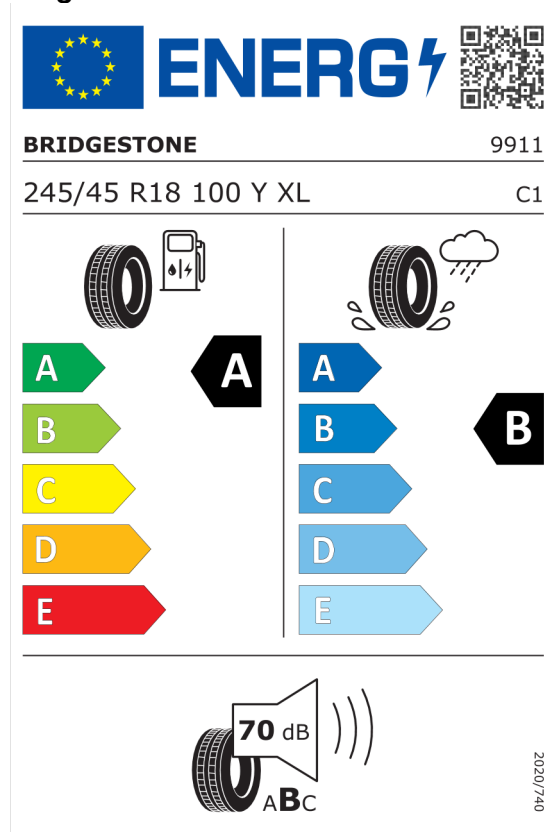 ENERG
BRIDGESTONE 9911
245/45 R18 100 Y XL C1
A A
B
C
D
E
A
B B
C
D
E
70 dB
ABC
2020/740